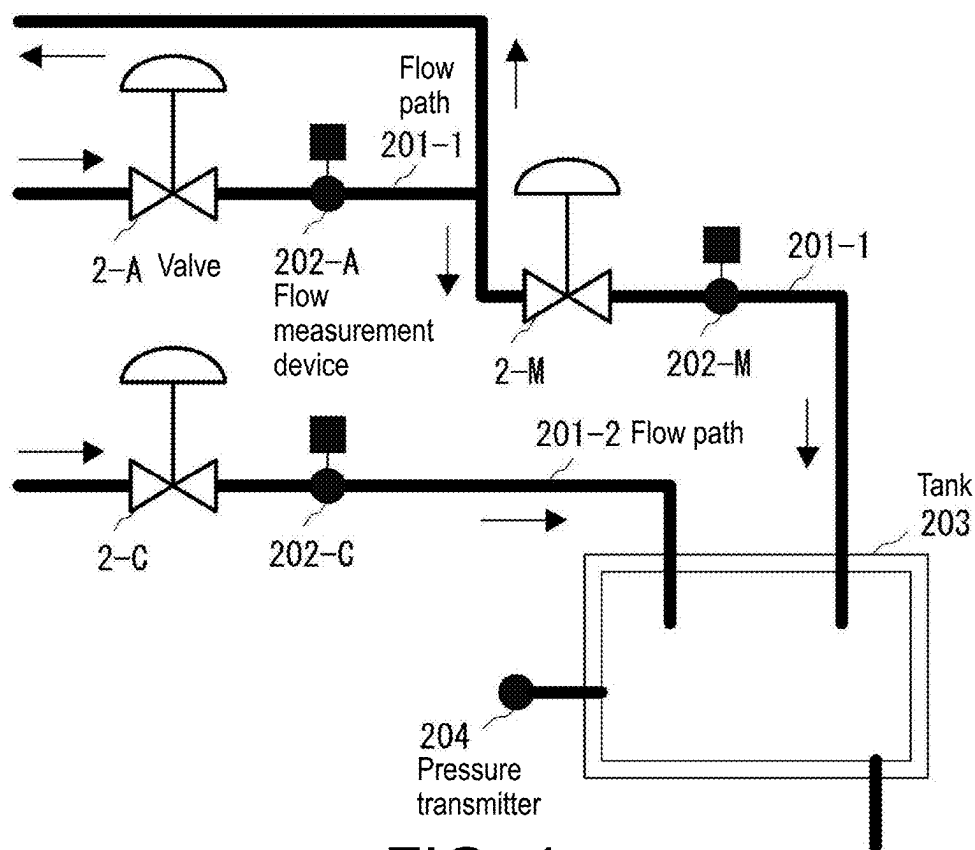 Flow
path
201-1
2-A Valve
202-A
Flow
measurement
device
201-1
2-M
202-M
201-2 Flow path
2-C
202-C
Tank
203
204
Pressure
transmitter